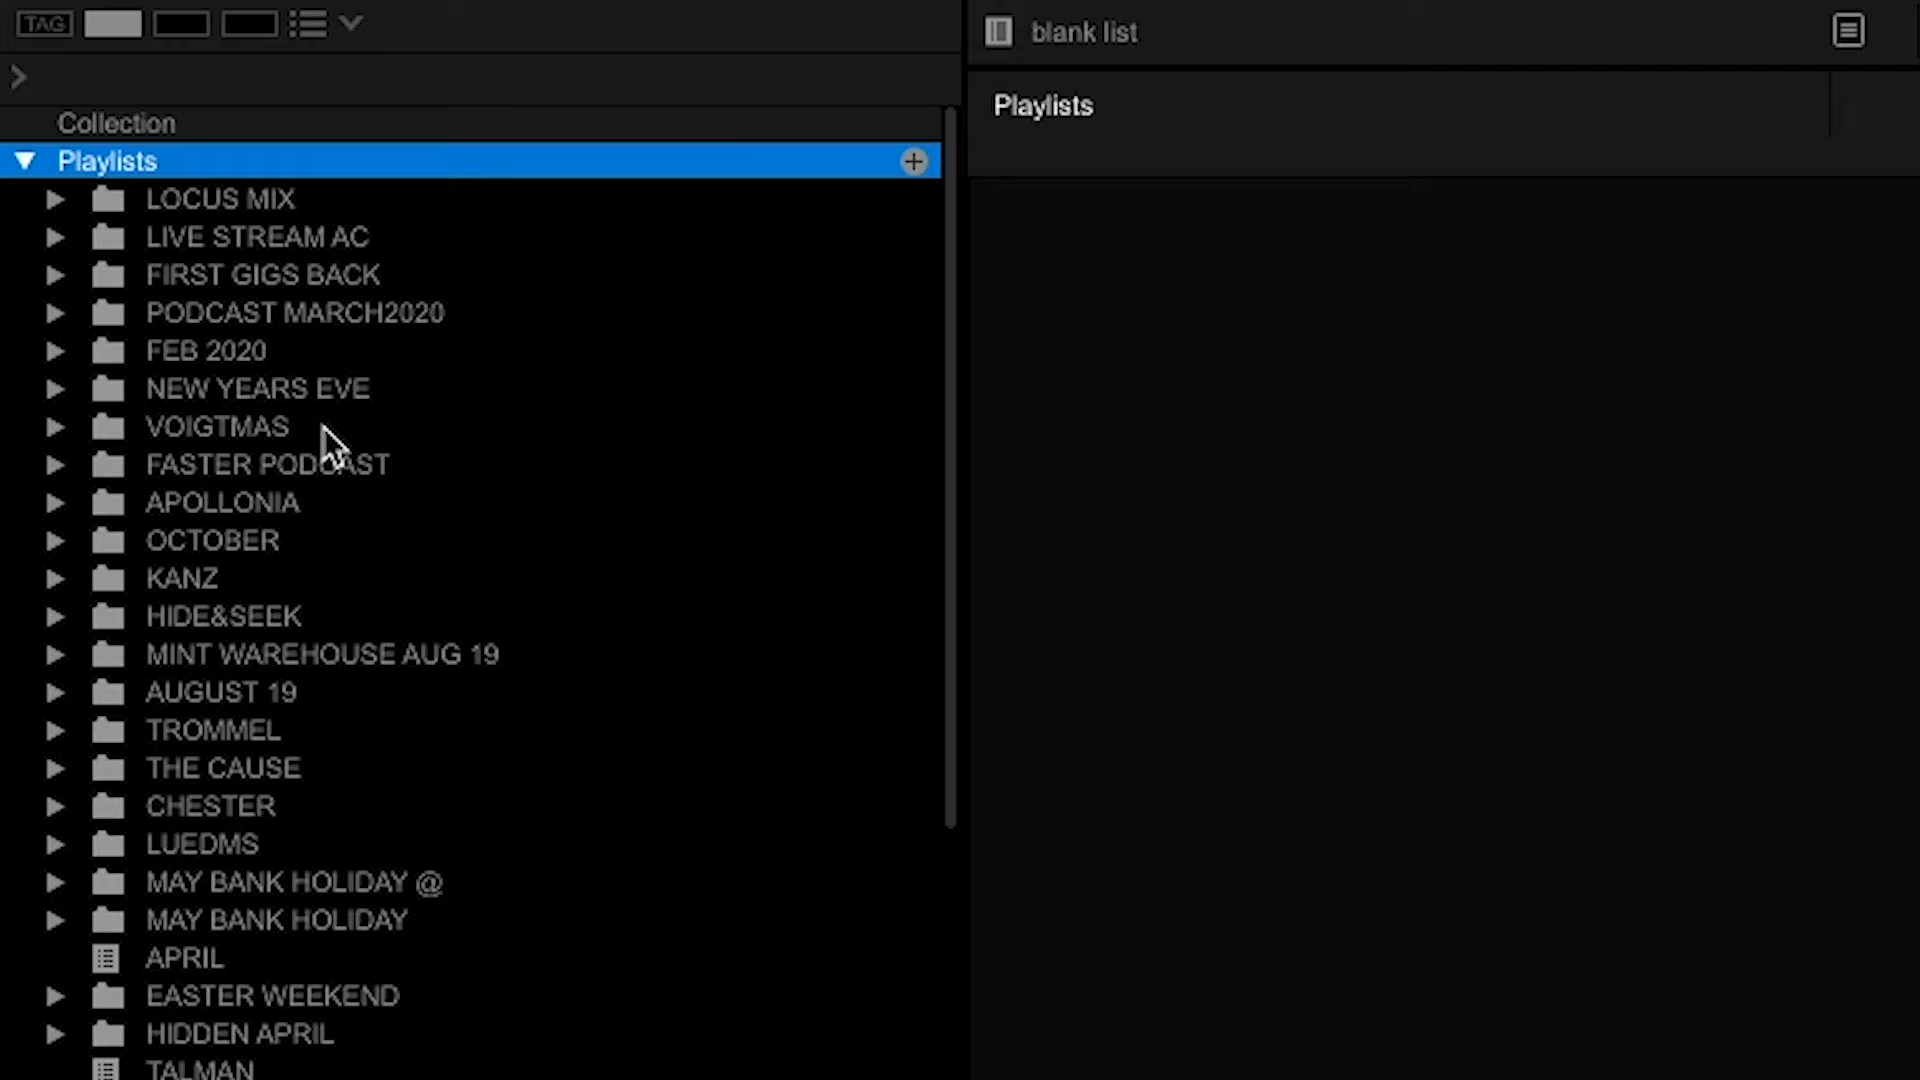 TAG
blank list
Playlists
Collection
Playlists
LOCUS MIX
LIVE STREAM AC
FIRST GIGS BACK
PODCAST MARCH2020
FEB 2020
NEW YEARS EVE
VOIGTMAS
FASTER PODCAST
APOLLONIA
OCTOBER
KANZ
HIDE&SEEK
MINT WAREHOUSE AUG 19
AUGUST 19
TROMMEL
THE CAUSE
CHESTER
LUEDMS
MAY BANK HOLIDAY @
MAY BANK HOLIDAY
APRIL
EASTER WEEKEND
HIDDEN APRIL
TALMAN